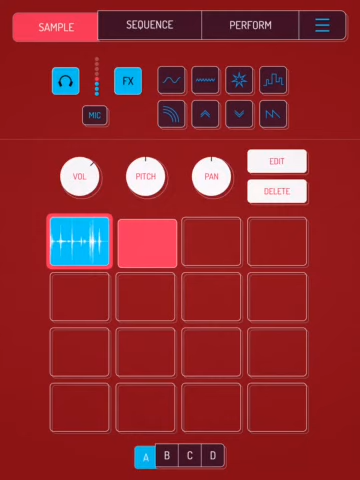 SAMPLE
SEQUENCE
PERFORM
FX
MIC
VOL
PITCH
PAN
EDIT
DELETE
A
B
C
D